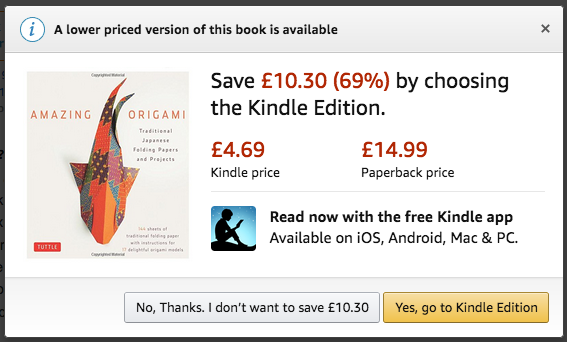 A lower priced version of this book is available
×
Copyrighted Material
AMAZING ORIGAMI
Traditional
Japanese
Folding Papers
and Projects
144 sheets of
traditional folding paper
with instructions for
17 delightful origami models
TUTTLE
Copyrighted Material
Save £10.30 (69%) by choosing
the Kindle Edition.
£4.69 £14.99
Kindle price Paperback price
Read now with the free Kindle app
Available on iOS, Android, Mac & PC.
No, Thanks. I don't want to save £10.30
Yes, go to Kindle Edition